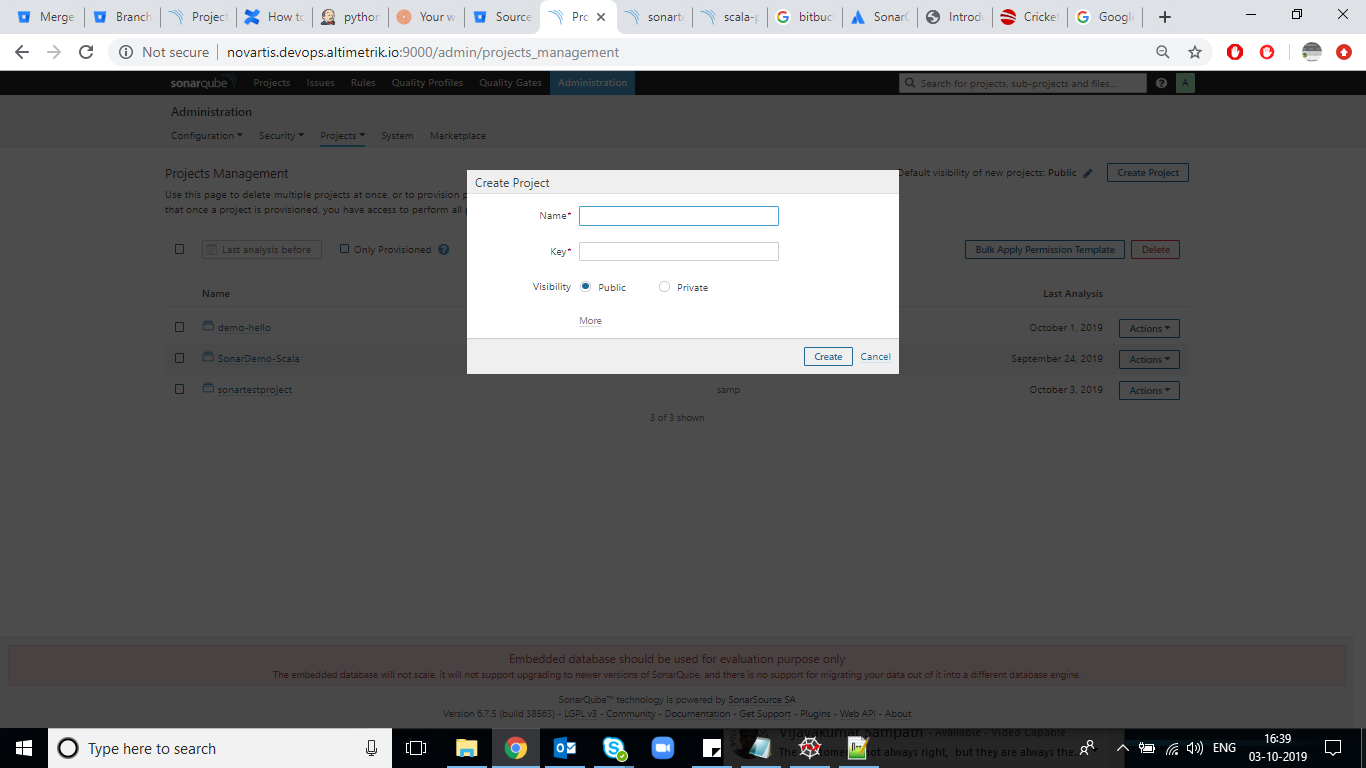 Merge
Branch
Project
How to
python
Your w
Source
Pro
sonart
scala-p
bitbuc
SonarQ
Introdu
Cricket
Google
Not secure
novartis.devops.altimetrik.io:9000/admin/projects_management
sonarqube Projects Issues Rules Quality Profiles Quality Gates Administration Search for projects, sub-projects and files... ? A
Administration
Configuration Security Projects System Marketplace
Projects Management Default visibility of new projects: Public Create Project
Use this page to delete multiple projects at once, or to provision
that once a project is provisioned, you have access to perform all
Last analysis before Only Provisioned ? Bulk Apply Permission Template Delete
Name Last Analysis
demo-hello October 1, 2019 Actions
SonarDemo-Scala September 24, 2019 Actions
sonartestproject samp October 3, 2019 Actions
3 of 3 shown
Create Project
Name*
Key*
Visibility Public Private
More
Create Cancel
Embedded database should be used for evaluation purpose only
The embedded database will not scale, it will not support upgrading to newer versions of SonarQube, and there is no support for migrating your data out of it into a different database engine.
SonarQube™ technology is powered by SonarSource SA
Version 6.7.5 (build 38563) - LGPL v3 - Community - Documentation - Get Support - Plugins - Web API - About
Vijayakumar Sampath - Available - Video Capable
not always right, but they are always the...
Type here to search
ENG
16:39
03-10-2019